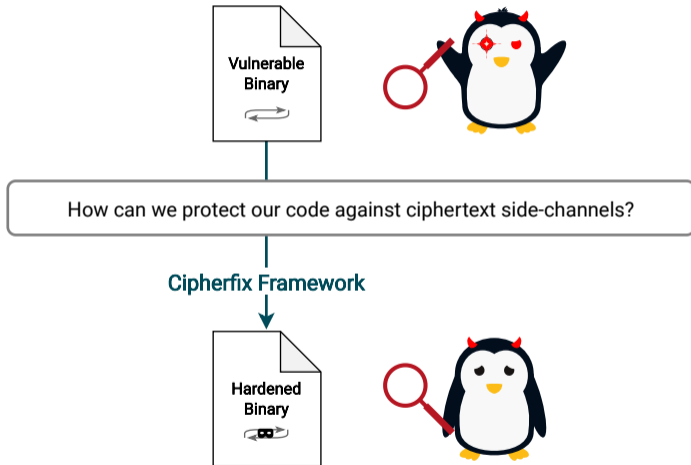 Vulnerable
Binary
How can we protect our code against ciphertext side-channels?
Cipherfix Framework
Hardened
Binary